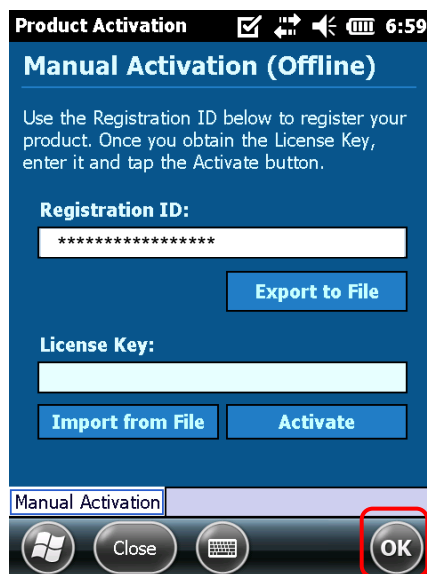 Product Activation 6:59
Manual Activation (Offline)
Use the Registration ID below to register your
product. Once you obtain the License Key,
enter it and tap the Activate button.
Registration ID:
*****************
Export to File
License Key:
Import from File Activate
Manual Activation
Close OK